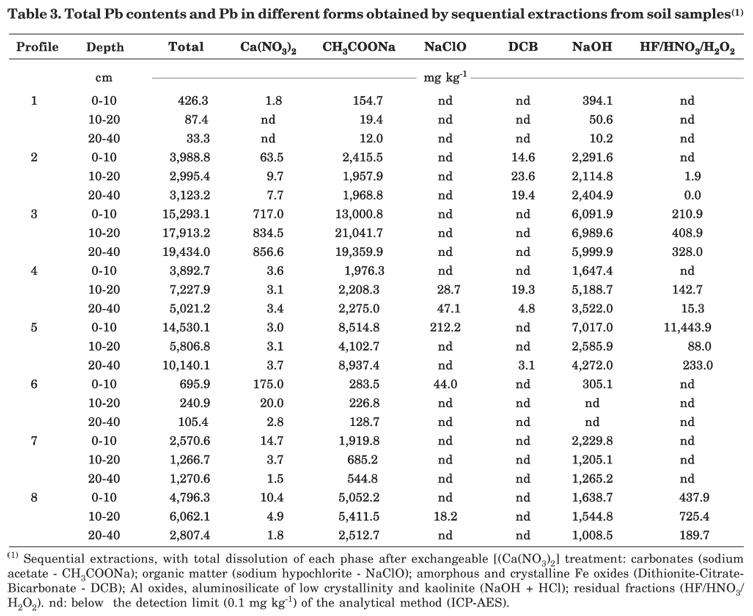 Table 3. Total Pb contents and Pb in different forms obtained by sequential extractions from soil samples(1)
Profile Depth Total Ca(NO3)2 CH3COONa NaClO DCB NaOH HF/HNO3/H2O2
cm mg kg-1
1 0-10 426.3 1.8 154.7 nd nd 394.1 nd
10-20 87.4 nd 19.4 nd nd 50.6 nd
20-40 33.3 nd 12.0 nd nd 10.2 nd
2 0-10 3,988.8 63.5 2,415.5 nd 14.6 2,291.6 nd
10-20 2,995.4 9.7 1,957.9 nd 23.6 2,114.8 1.9
20-40 3,123.2 7.7 1,968.8 nd 19.4 2,404.9 0.0
3 0-10 15,293.1 717.0 13,000.8 nd nd 6,091.9 210.9
10-20 17,913.2 834.5 21,041.7 nd nd 6,989.6 408.9
20-40 19,434.0 856.6 19,359.9 nd nd 5,999.9 328.0
4 0-10 3,892.7 3.6 1,976.3 nd nd 1,647.4 nd
10-20 7,227.9 3.1 2,208.3 28.7 19.3 5,188.7 142.7
20-40 5,021.2 3.4 2,275.0 47.1 4.8 3,522.0 15.3
5 0-10 14,530.1 3.0 8,514.8 212.2 nd 7,017.0 11,443.9
10-20 5,806.8 3.1 4,102.7 nd nd 2,585.9 88.0
20-40 10,140.1 3.7 8,937.4 nd 3.1 4,272.0 233.0
6 0-10 695.9 175.0 283.5 44.0 nd 305.1 nd
10-20 240.9 20.0 226.8 nd nd nd nd
20-40 105.4 2.8 128.7 nd nd nd nd
7 0-10 2,570.6 14.7 1,919.8 nd nd 2,229.8 nd
10-20 1,266.7 3.7 685.2 nd nd 1,205.1 nd
20-40 1,270.6 1.5 544.8 nd nd 1,265.2 nd
8 0-10 4,796.3 10.4 5,052.2 nd nd 1,638.7 437.9
10-20 6,062.1 4.9 5,411.5 18.2 nd 1,544.8 725.4
20-40 2,807.4 1.8 2,512.7 nd nd 1,008.5 189.7
(1) Sequential extractions, with total dissolution of each phase after exchangeable [(Ca(NO3)2] treatment: carbonates (sodium
acetate - CH3COONa); organic matter (sodium hypochlorite - NaClO); amorphous and crystalline Fe oxides (Dithionite-Citrate-
Bicarbonate - DCB); Al oxides, aluminosilicate of low crystallinity and kaolinite (NaOH + HCl); residual fractions (HF/HNO3/
H2O2). nd: below the detection limit (0.1 mg kg-1) of the analytical method (ICP-AES).